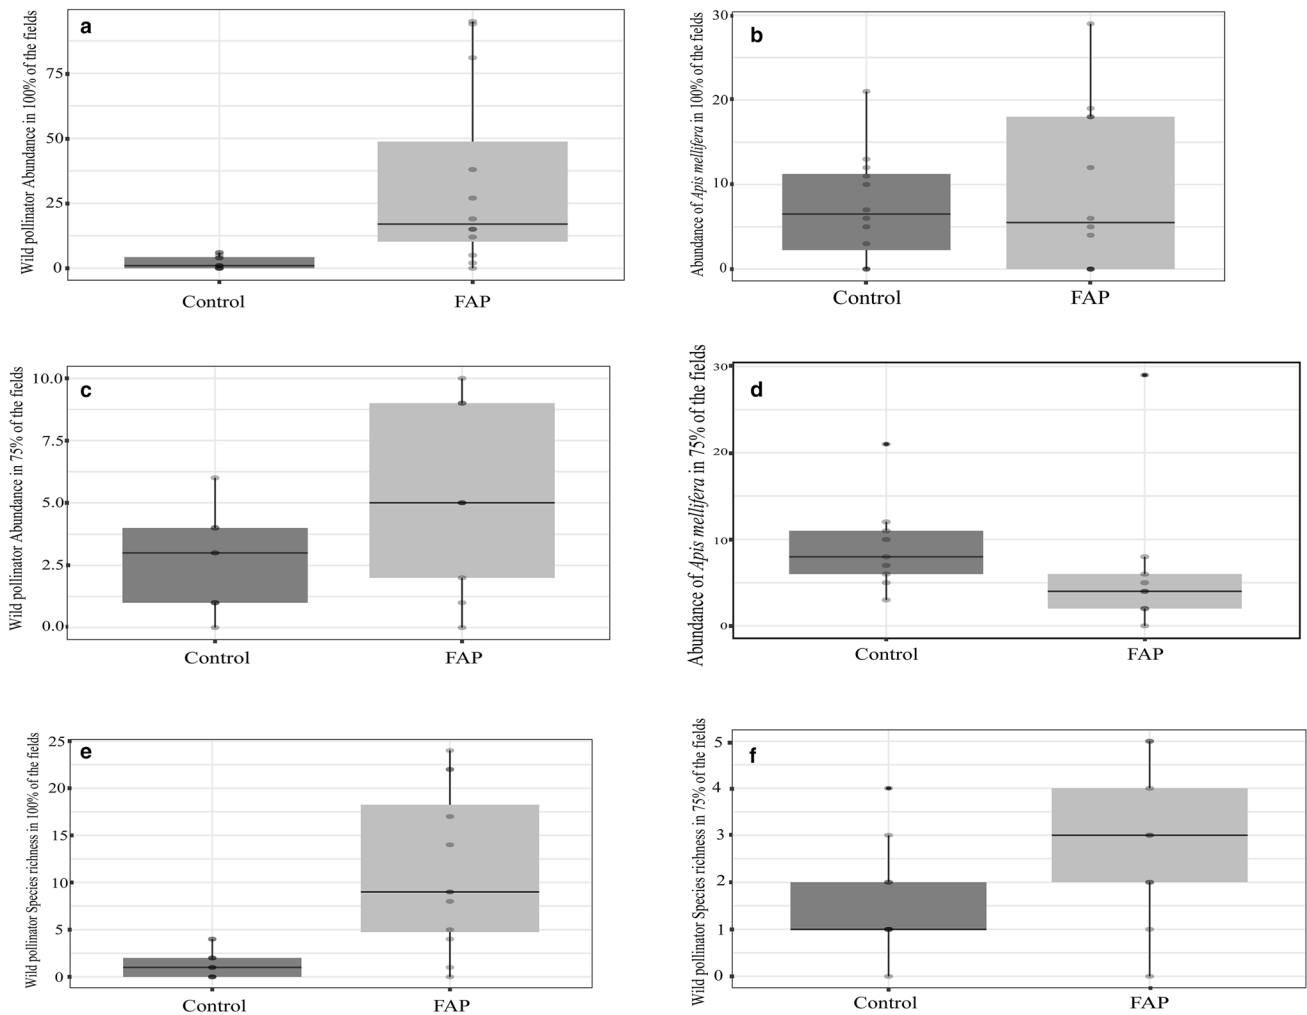 a
Wild pollinator Abundance in 100% of the fields
75
50
25
0
Control
FAP
b
Abundance of Apis mellifera in 100% of the fields
30
20
10
0
Control
FAP
c
Wild pollinator Abundance in 75% of the fields
10.0
7.5
5.0
2.5
0.0
Control
FAP
d
Abundance of Apis mellifera in 75% of the fields
30
20
10
0
Control
FAP
e
Wild pollinator Species richness in 100% of the fields
25
20
15
10
5
0
Control
FAP
f
Wild pollinator Species richness in 75% of the fields
5
4
3
2
1
0
Control
FAP